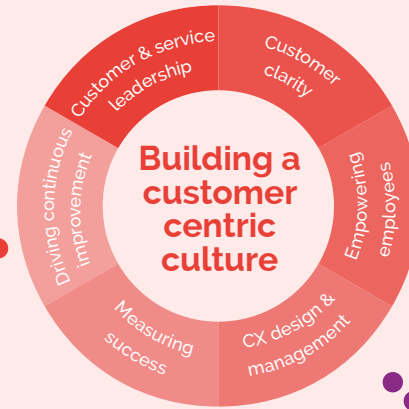 Customer & service
leadership
Customer
clarity
Empowering
employees
CX design &
management
Measuring
success
Driving continuous
improvement
Building a
customer
centric
culture